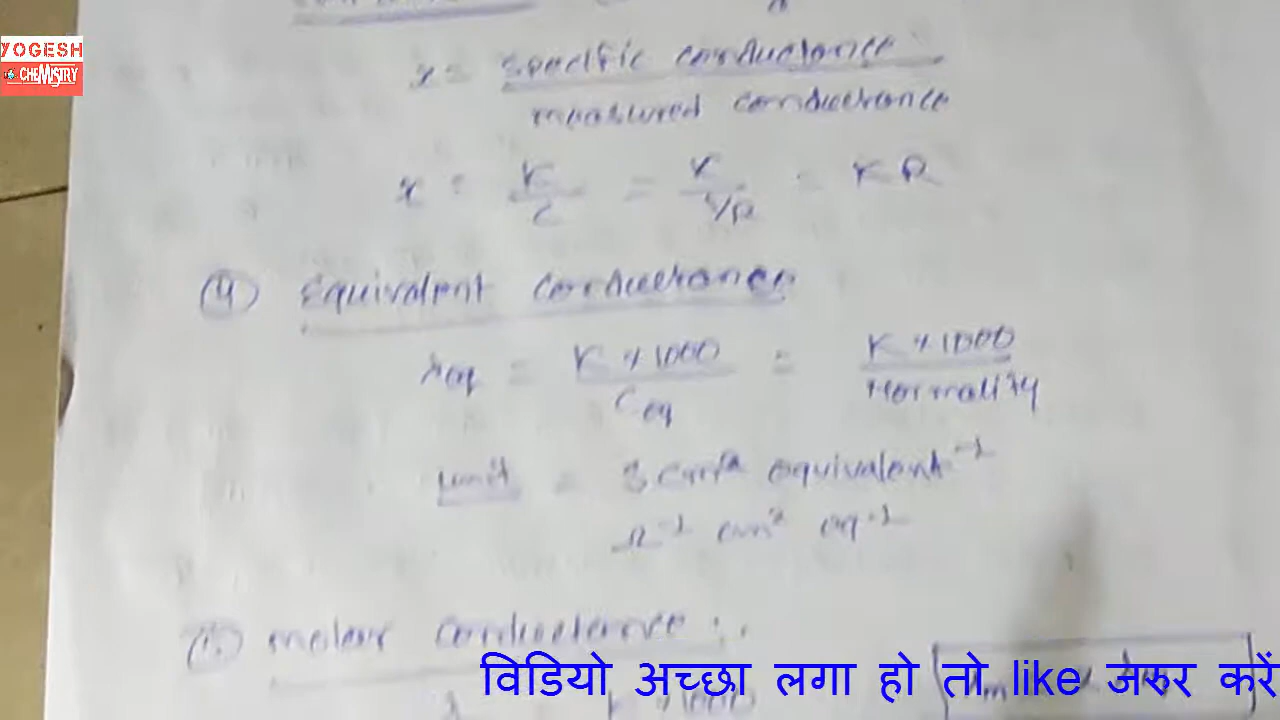 YOGESH
CHEMISTRY
x = specific conductance
measured conductance
x = K / C = K / 1/R = KR
(4) Equivalent conductance
λeq = K × 1000 / Ceq = K × 1000 / Normality
unit = S cm² equivalent⁻¹
Ω⁻¹ cm² eq⁻¹
molar conductance :.
विडियो अच्छा लगा हो तो like जरुर करें
K × 1000